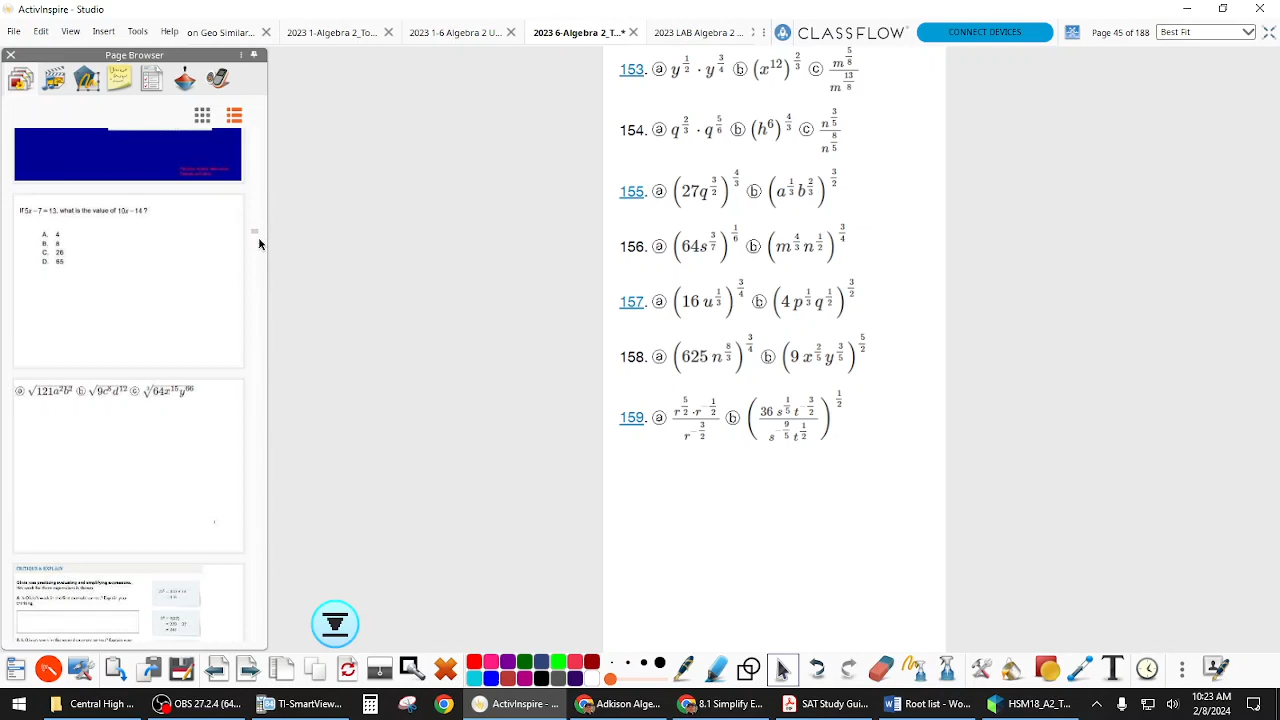 ActivInspire
File Edit View Insert Tools Help
on Geo Similar...
2023 1-Algebra 2_To...
2023 1-6 Algebra 2 U...
2023 6-Algebra 2_T...*
2023 LAB Algebra 2 ...
CLASSFLOW
CONNECT DEVICES
Page 45 of 188
Best Fit
Page Browser
If 5x − 7 = 13, what is the value of 10x − 14 ?
A. 4
B. 8
C. 26
D. 65
ⓐ √121a²b² ⓑ √9c⁸d¹² ⓒ ∛64x¹⁵y⁶⁶
CRITIQUE & EXPLAIN
153. ⓐ y^(1/2) · y^(3/4) ⓑ (x^12)^(2/3) ⓒ m^(5/8) / m^(13/8)
154. ⓐ q^(2/3) · q^(5/6) ⓑ (h^6)^(4/3) ⓒ n^(3/5) / n^(8/5)
155. ⓐ (27q^(3/2))^(4/3) ⓑ (a^(1/3) b^(2/3))^(3/2)
156. ⓐ (64s^(3/7))^(1/6) ⓑ (m^(4/3) n^(1/2))^(3/4)
157. ⓐ (16 u^(1/3))^(3/4) ⓑ (4 p^(1/3) q^(1/2))^(3/2)
158. ⓐ (625 n^(8/3))^(3/4) ⓑ (9 x^(2/5) y^(3/5))^(5/2)
159. ⓐ (r^(5/2) · r^(−1/2)) / r^(−3/2) ⓑ ((36 s^(1/5) t^(−3/2)) / (s^(−9/5) t^(1/2)))^(1/2)
Central High ...
OBS 27.2.4 (64...
TI-SmartView...
ActivInspire - ...
Adkison Alge...
8.1 Simplify E...
SAT Study Gui...
Root list - Wo...
HSM18_A2_T...
10:23 AM
2/8/2024